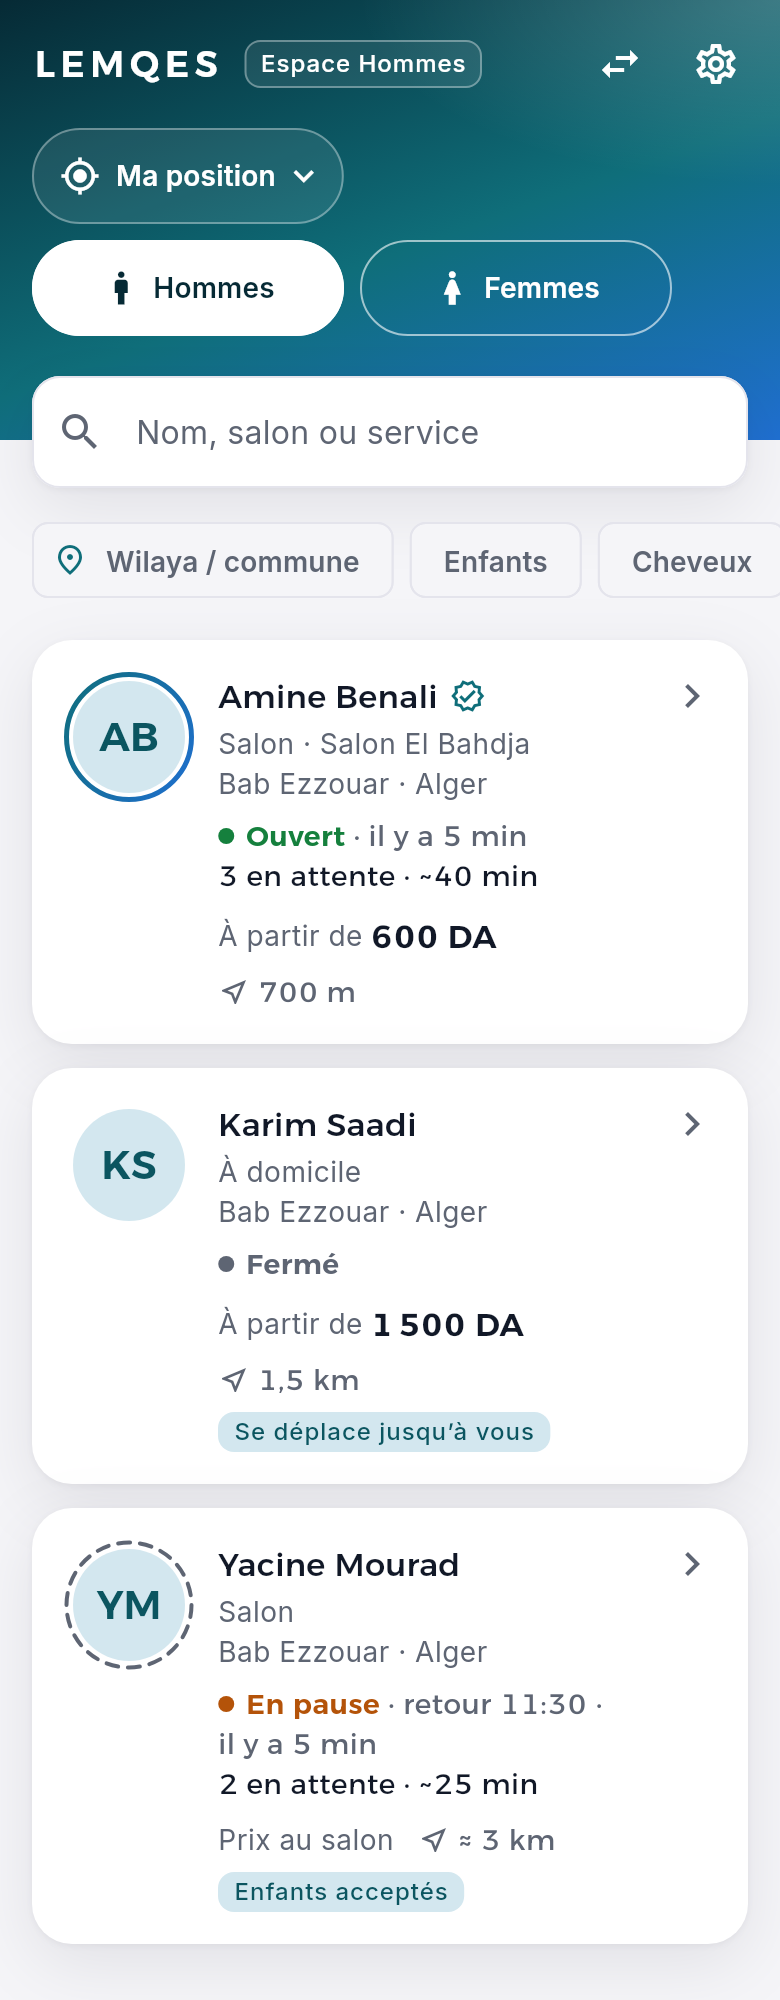 LEMQES
Espace Hommes
Ma position
Hommes
Femmes
Nom, salon ou service
Wilaya / commune
Enfants
Cheveux
AB
Amine Benali
Salon · Salon El Bahdja
Bab Ezzouar · Alger
Ouvert · il y a 5 min
3 en attente · ~40 min
À partir de 600 DA
700 m
KS
Karim Saadi
À domicile
Bab Ezzouar · Alger
Fermé
À partir de 1 500 DA
1,5 km
Se déplace jusqu’à vous
YM
Yacine Mourad
Salon
Bab Ezzouar · Alger
En pause · retour 11:30 ·
il y a 5 min
2 en attente · ~25 min
Prix au salon ≈ 3 km
Enfants acceptés